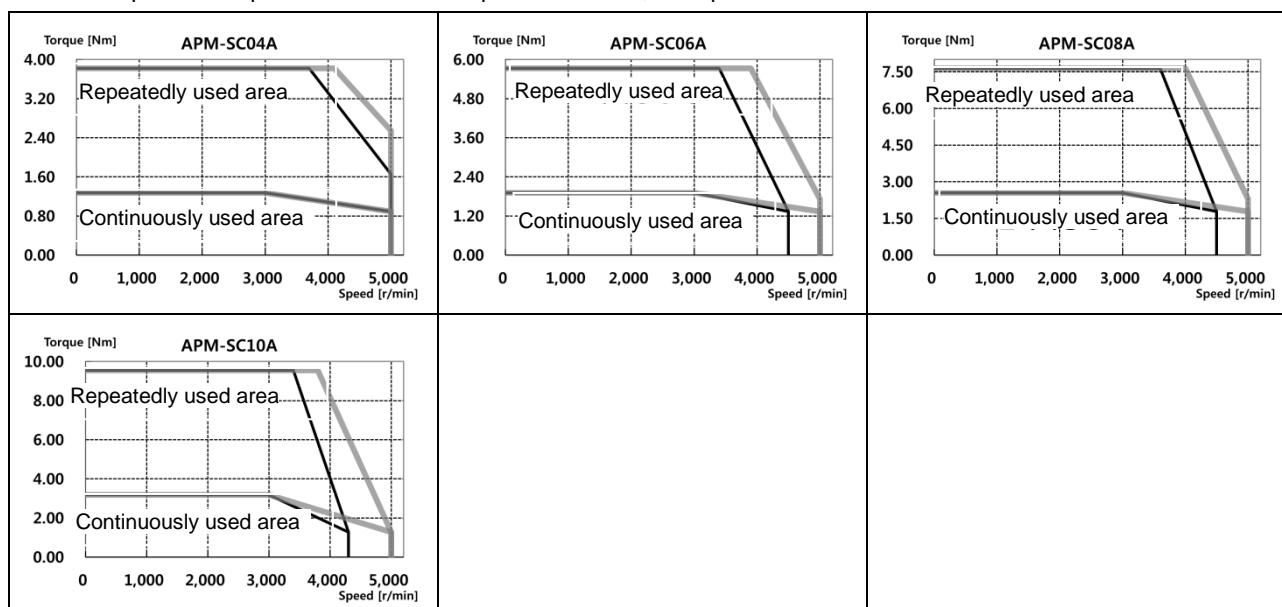 Torque [Nm] APM-SC04A
4.00
3.20
2.40
1.60
0.80
0.00
Repeatedly used area
Continuously used area
0 1,000 2,000 3,000 4,000 5,000
Speed [r/min]
Torque [Nm] APM-SC06A
6.00
4.80
3.60
2.40
1.20
0.00
Repeatedly used area
Continuously used area
0 1,000 2,000 3,000 4,000 5,000
Speed [r/min]
Torque [Nm] APM-SC08A
7.50
6.00
4.50
3.00
1.50
0.00
Repeatedly used area
Continuously used area
0 1,000 2,000 3,000 4,000 5,000
Speed [r/min]
Torque [Nm] APM-SC10A
10.00
8.00
6.00
4.00
2.00
0.00
Repeatedly used area
Continuously used area
0 1,000 2,000 3,000 4,000 5,000
Speed [r/min]